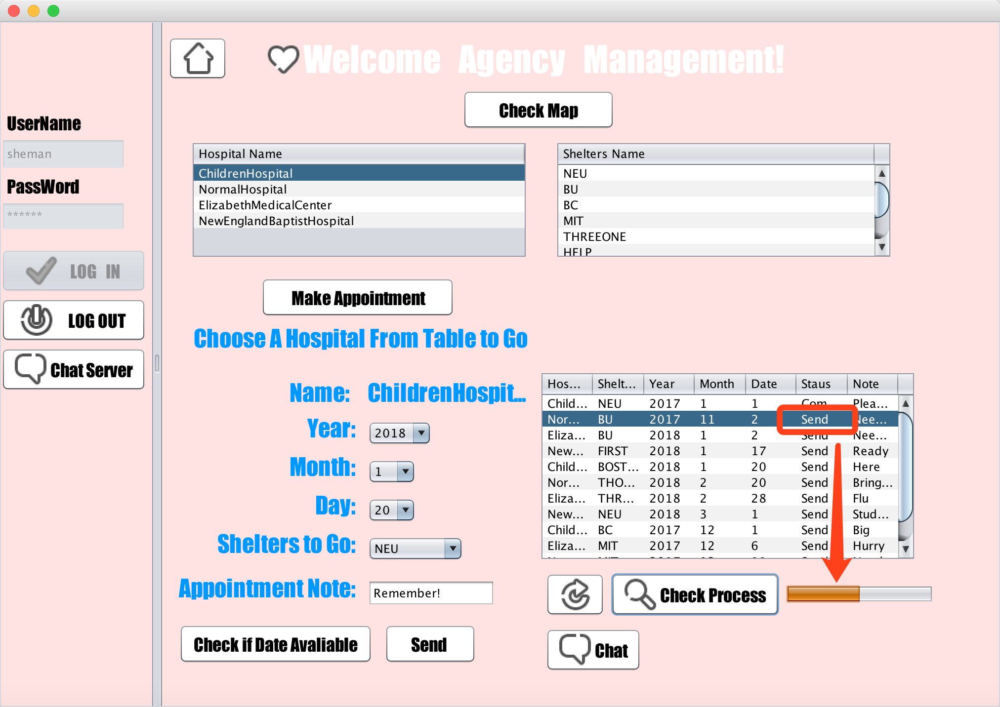 Welcome Agency Management!
Check Map
UserName
sheman
PassWord
******
LOG IN
LOG OUT
Chat Server
Hospital Name
ChildrenHospital
NormalHospital
ElizabethMedicalCenter
NewEnglandBaptistHospital
Shelters Name
NEU
BU
BC
MIT
THREEONE
HELP
Make Appointment
Choose A Hospital From Table to Go
Name: ChildrenHospit...
Year: 2018
Month: 1
Day: 20
Shelters to Go: NEU
Appointment Note: Remember!
Check if Date Avaliable
Send
Hos... Shelt... Year Month Date Staus Note
Child... NEU 2017 1 1 Com Plea...
Nor... BU 2017 11 2 Send Nee...
Eliza... BU 2018 1 2 Send Nee...
New... FIRST 2018 1 17 Send Ready
Child... BOST... 2018 1 20 Send Here
Nor... THO... 2018 2 20 Send Bring...
Eliza... THR... 2018 2 28 Send Flu
New... NEU 2018 3 1 Send Stud...
Child... BC 2017 12 1 Send Big
Eliza... MIT 2017 12 6 Send Hurry
Check Process
Chat